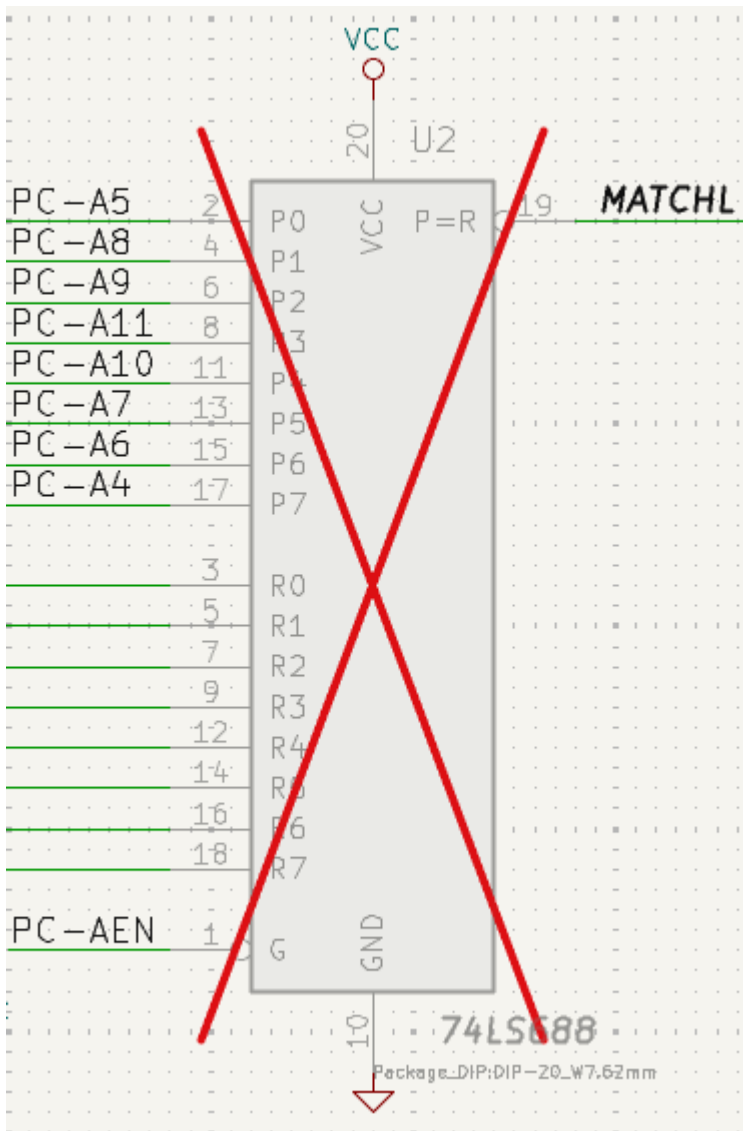 VCC
20
U2
PC-A5 2 P0 VCC P=R 19 MATCHL
PC-A8 4 P1
PC-A9 6 P2
PC-A11 8 P3
PC-A10 11 P4
PC-A7 13 P5
PC-A6 15 P6
PC-A4 17 P7
3 R0
5 R1
7 R2
9 R3
12 R4
14 R5
16 R6
18 R7
PC-AEN 1 G GND
10
74LS688
Package_DIP:DIP-20_W7.62mm